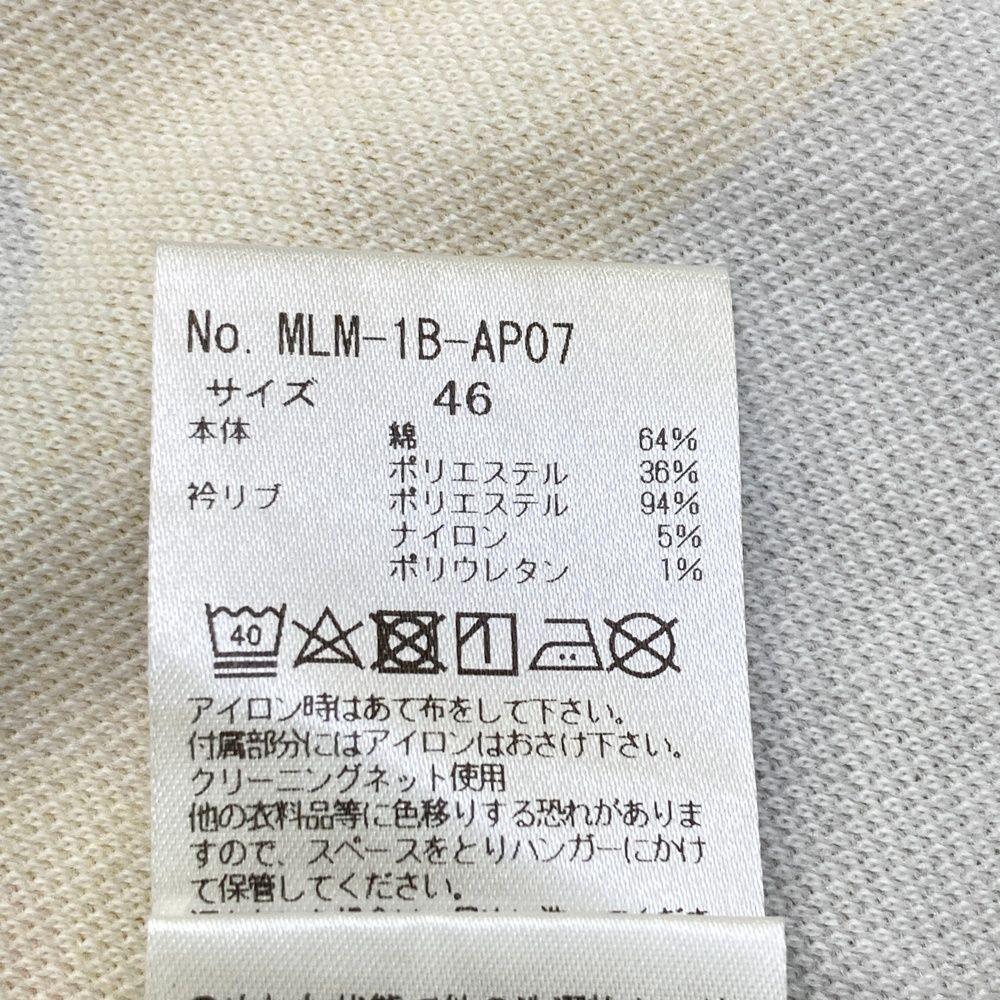 No. MLM-1B-AP07
サイズ 46
本体 綿 64%
ポリエステル 36%
衿リブ ポリエステル 94%
ナイロン 5%
ポリウレタン 1%
40
アイロン時はあて布をして下さい。
付属部分にはアイロンはおさけ下さい。
クリーニングネット使用
他の衣料品等に色移りする恐れがありま
すので、スペースをとりハンガーにかけ
て保管してください。